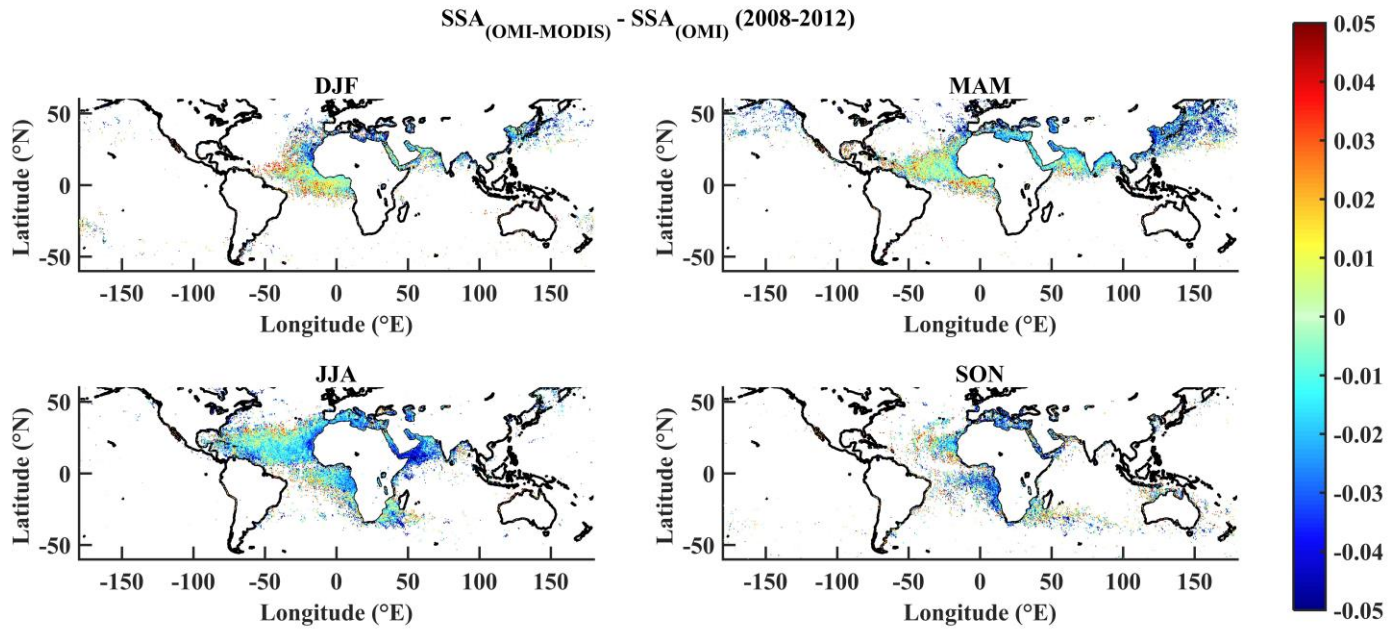 SSA(OMI-MODIS) - SSA(OMI) (2008-2012)
DJF
50
0
-50
Latitude (°N)
-150 -100 -50 0 50 100 150
Longitude (°E)
MAM
50
0
-50
Latitude (°N)
-150 -100 -50 0 50 100 150
Longitude (°E)
JJA
50
0
-50
Latitude (°N)
-150 -100 -50 0 50 100 150
Longitude (°E)
SON
50
0
-50
Latitude (°N)
-150 -100 -50 0 50 100 150
Longitude (°E)
0.05
0.04
0.03
0.02
0.01
0
-0.01
-0.02
-0.03
-0.04
-0.05